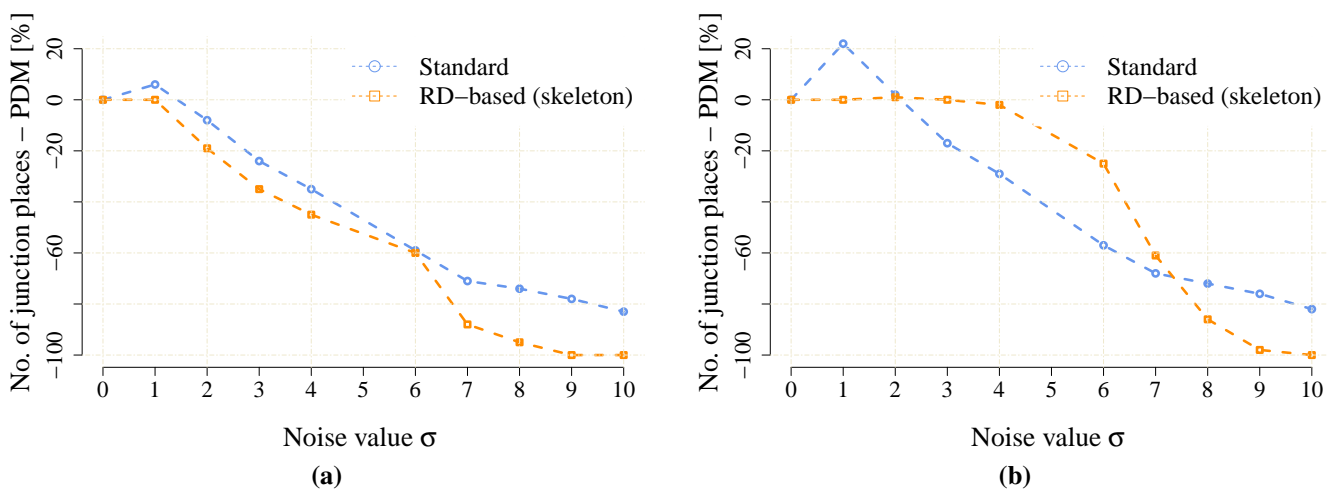 No. of junction places − PDM [%]
20
0
−20
−60
−100
Standard
RD−based (skeleton)
0 1 2 3 4 5 6 7 8 9 10
Noise value σ
(a)
No. of junction places − PDM [%]
20
0
−20
−60
−100
Standard
RD−based (skeleton)
0 1 2 3 4 5 6 7 8 9 10
Noise value σ
(b)